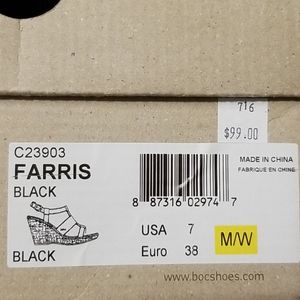 716
$99.00
C23903
FARRIS
BLACK
MADE IN CHINA
FABRIQUE EN CHINE
8 87316 02974 7
USA 7
Euro 38
M/W
BLACK
www.bocshoes.com